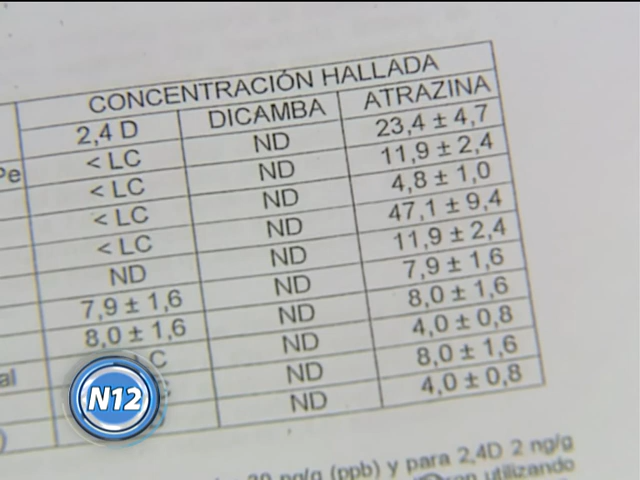 CONCENTRACIÓN HALLADA
2,4 D DICAMBA ATRAZINA
Pe < LC ND 23,4 ± 4,7
< LC ND 11,9 ± 2,4
< LC ND 4,8 ± 1,0
< LC ND 47,1 ± 9,4
ND ND 11,9 ± 2,4
7,9 ± 1,6 ND 7,9 ± 1,6
8,0 ± 1,6 ND 8,0 ± 1,6
al LC ND 4,0 ± 0,8
ND 8,0 ± 1,6
) ND 4,0 ± 0,8
N12
ng/g (ppb) y para 2,4D 2 ng/g
utilizando